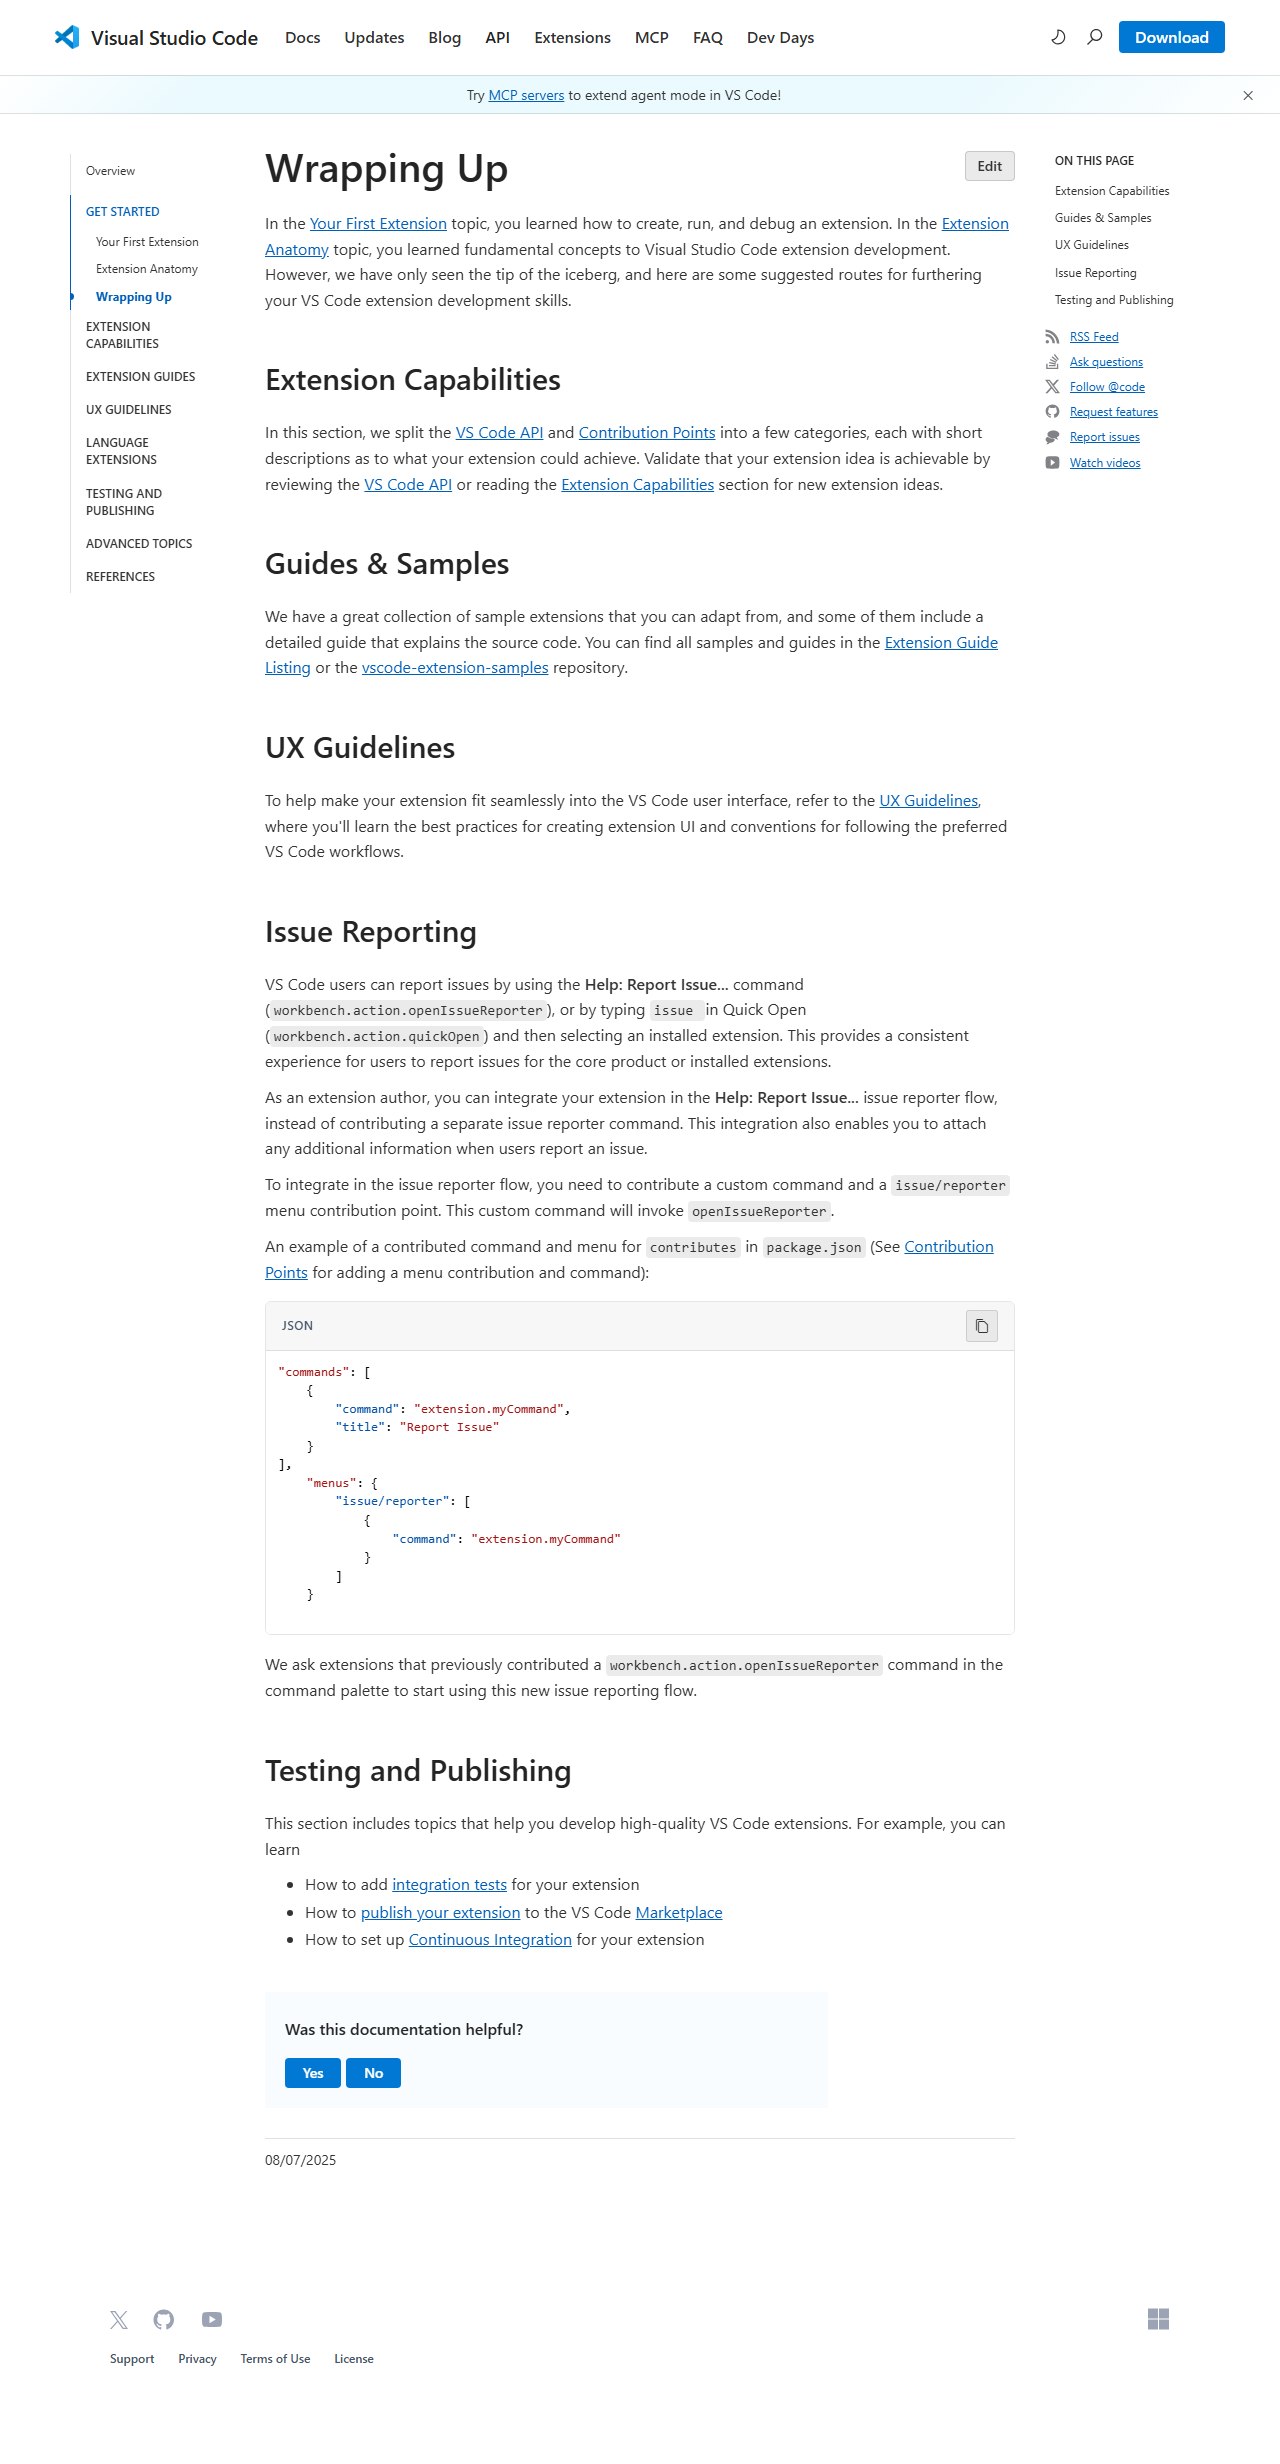 Visual Studio Code Docs Updates Blog API Extensions MCP FAQ Dev Days Download
Try MCP servers to extend agent mode in VS Code!
Overview
GET STARTED
Your First Extension
Extension Anatomy
Wrapping Up
EXTENSION
CAPABILITIES
EXTENSION GUIDES
UX GUIDELINES
LANGUAGE
EXTENSIONS
TESTING AND
PUBLISHING
ADVANCED TOPICS
REFERENCES
Wrapping Up
Edit
In the Your First Extension topic, you learned how to create, run, and debug an extension. In the Extension
Anatomy topic, you learned fundamental concepts to Visual Studio Code extension development.
However, we have only seen the tip of the iceberg, and here are some suggested routes for furthering
your VS Code extension development skills.
Extension Capabilities
In this section, we split the VS Code API and Contribution Points into a few categories, each with short
descriptions as to what your extension could achieve. Validate that your extension idea is achievable by
reviewing the VS Code API or reading the Extension Capabilities section for new extension ideas.
Guides & Samples
We have a great collection of sample extensions that you can adapt from, and some of them include a
detailed guide that explains the source code. You can find all samples and guides in the Extension Guide
Listing or the vscode-extension-samples repository.
UX Guidelines
To help make your extension fit seamlessly into the VS Code user interface, refer to the UX Guidelines,
where you'll learn the best practices for creating extension UI and conventions for following the preferred
VS Code workflows.
Issue Reporting
VS Code users can report issues by using the Help: Report Issue... command
(workbench.action.openIssueReporter), or by typing issue in Quick Open
(workbench.action.quickOpen) and then selecting an installed extension. This provides a consistent
experience for users to report issues for the core product or installed extensions.
As an extension author, you can integrate your extension in the Help: Report Issue... issue reporter flow,
instead of contributing a separate issue reporter command. This integration also enables you to attach
any additional information when users report an issue.
To integrate in the issue reporter flow, you need to contribute a custom command and a issue/reporter
menu contribution point. This custom command will invoke openIssueReporter.
An example of a contributed command and menu for contributes in package.json (See Contribution
Points for adding a menu contribution and command):
JSON
"commands": [
    {
        "command": "extension.myCommand",
        "title": "Report Issue"
    }
],
    "menus": {
        "issue/reporter": [
            {
                "command": "extension.myCommand"
            }
        ]
    }
We ask extensions that previously contributed a workbench.action.openIssueReporter command in the
command palette to start using this new issue reporting flow.
Testing and Publishing
This section includes topics that help you develop high-quality VS Code extensions. For example, you can
learn
• How to add integration tests for your extension
• How to publish your extension to the VS Code Marketplace
• How to set up Continuous Integration for your extension
Was this documentation helpful?
Yes No
08/07/2025
ON THIS PAGE
Extension Capabilities
Guides & Samples
UX Guidelines
Issue Reporting
Testing and Publishing
RSS Feed
Ask questions
Follow @code
Request features
Report issues
Watch videos
Support Privacy Terms of Use License